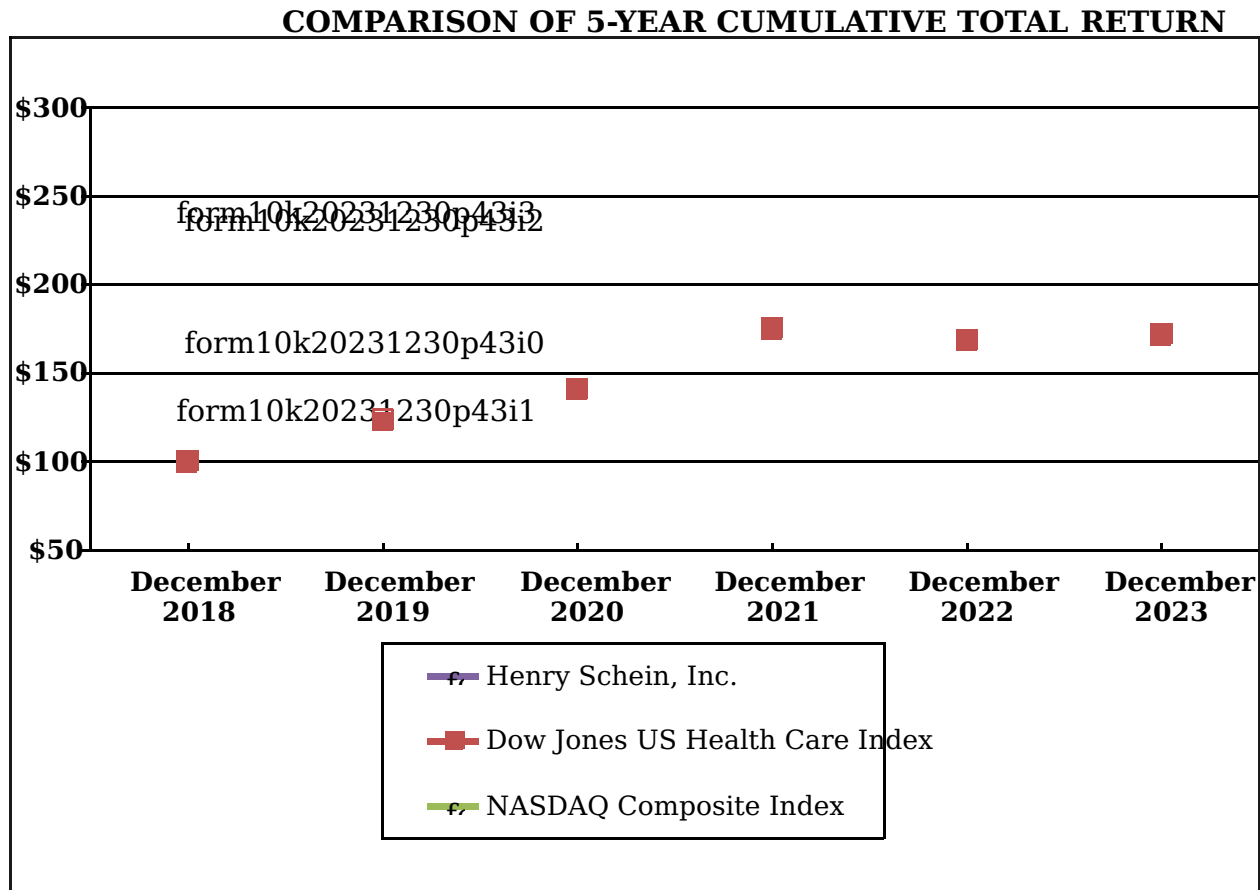 COMPARISON OF 5-YEAR CUMULATIVE TOTAL RETURN
$300
$250
form10k20231230p43i3
form10k20231230p43i2
$200
form10k20231230p43i0
$150
form10k20231230p43i1
$100
$50
December 2018
December 2019
December 2020
December 2021
December 2022
December 2023
Henry Schein, Inc.
Dow Jones US Health Care Index
NASDAQ Composite Index